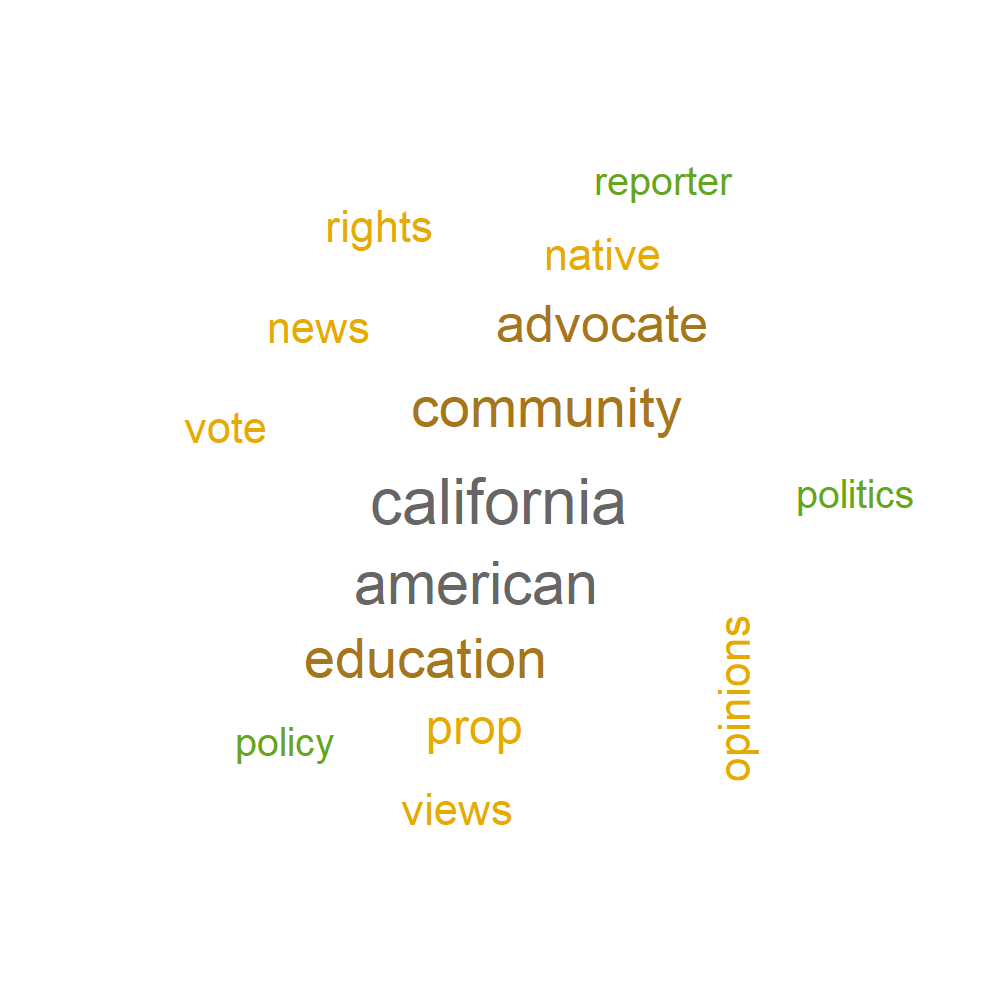 reporter
rights
native
news
advocate
community
vote
california
politics
american
education
opinions
prop
policy
views